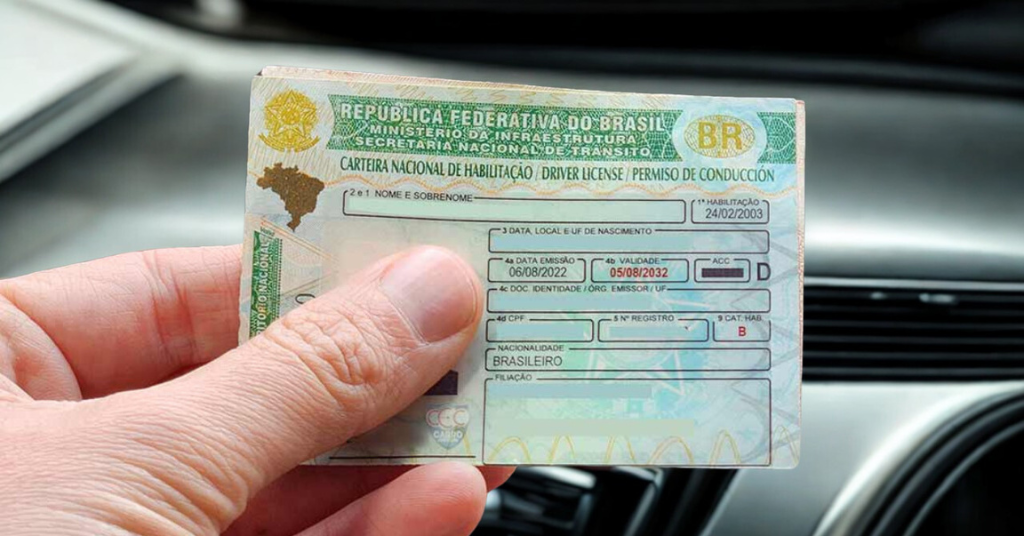 REPÚBLICA FEDERATIVA DO BRASIL
MINISTÉRIO DA INFRAESTRUTURA
SECRETARIA NACIONAL DE TRÂNSITO
BR
CARTEIRA NACIONAL DE HABILITAÇÃO / DRIVER LICENSE / PERMISO DE CONDUCCIÓN
2 e 1 NOME E SOBRENOME
1ª HABILITAÇÃO
24/02/2003
3 DATA, LOCAL E UF DE NASCIMENTO
4a DATA EMISSÃO
06/08/2022
4b VALIDADE
05/08/2032
ACC
D
4c DOC. IDENTIDADE / ÓRG. EMISSOR / UF
4d CPF
5 Nº REGISTRO
9 CAT. HAB.
B
NACIONALIDADE
BRASILEIRO
FILIAÇÃO
NACIONAL